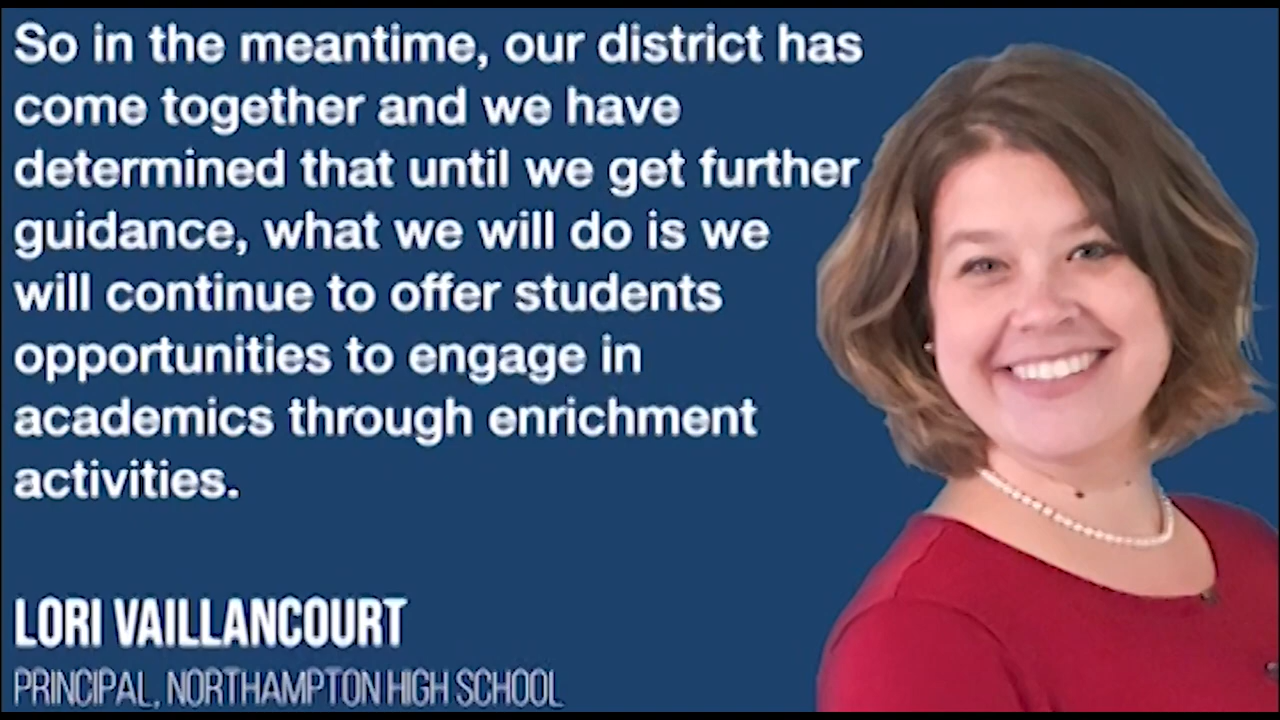 So in the meantime, our district has
come together and we have
determined that until we get further
guidance, what we will do is we
will continue to offer students
opportunities to engage in
academics through enrichment
activities.
LORI VAILLANCOURT
PRINCIPAL, NORTHAMPTON HIGH SCHOOL